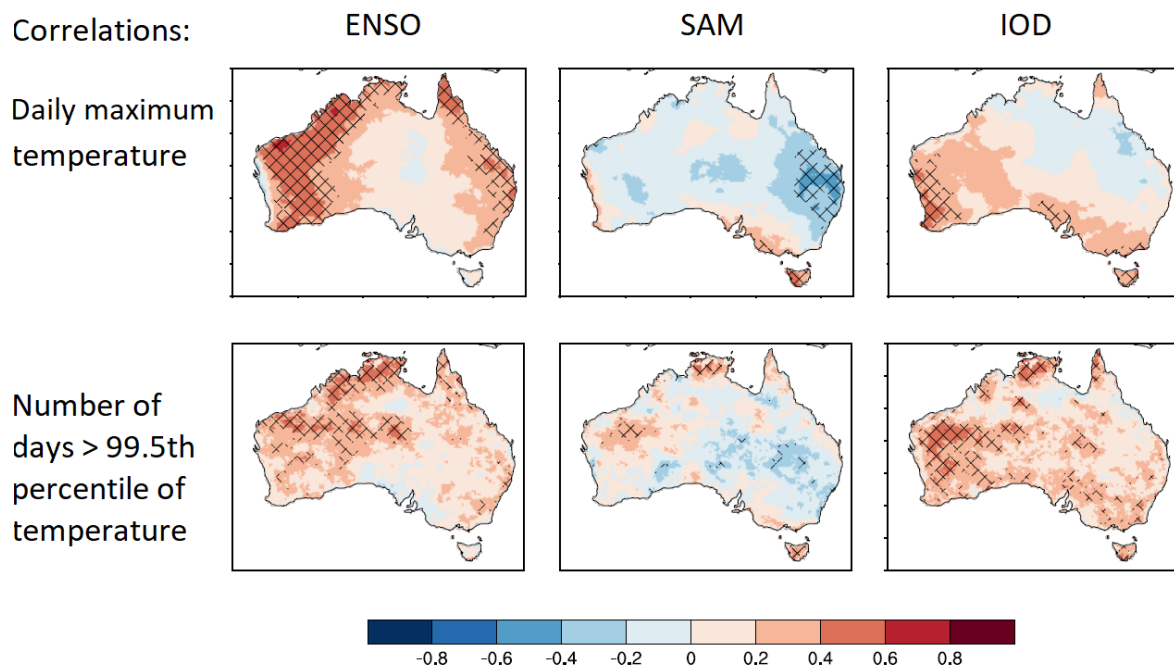 Correlations:
ENSO
SAM
IOD
Daily maximum
temperature
Number of
days > 99.5th
percentile of
temperature
-0.8 -0.6 -0.4 -0.2 0 0.2 0.4 0.6 0.8